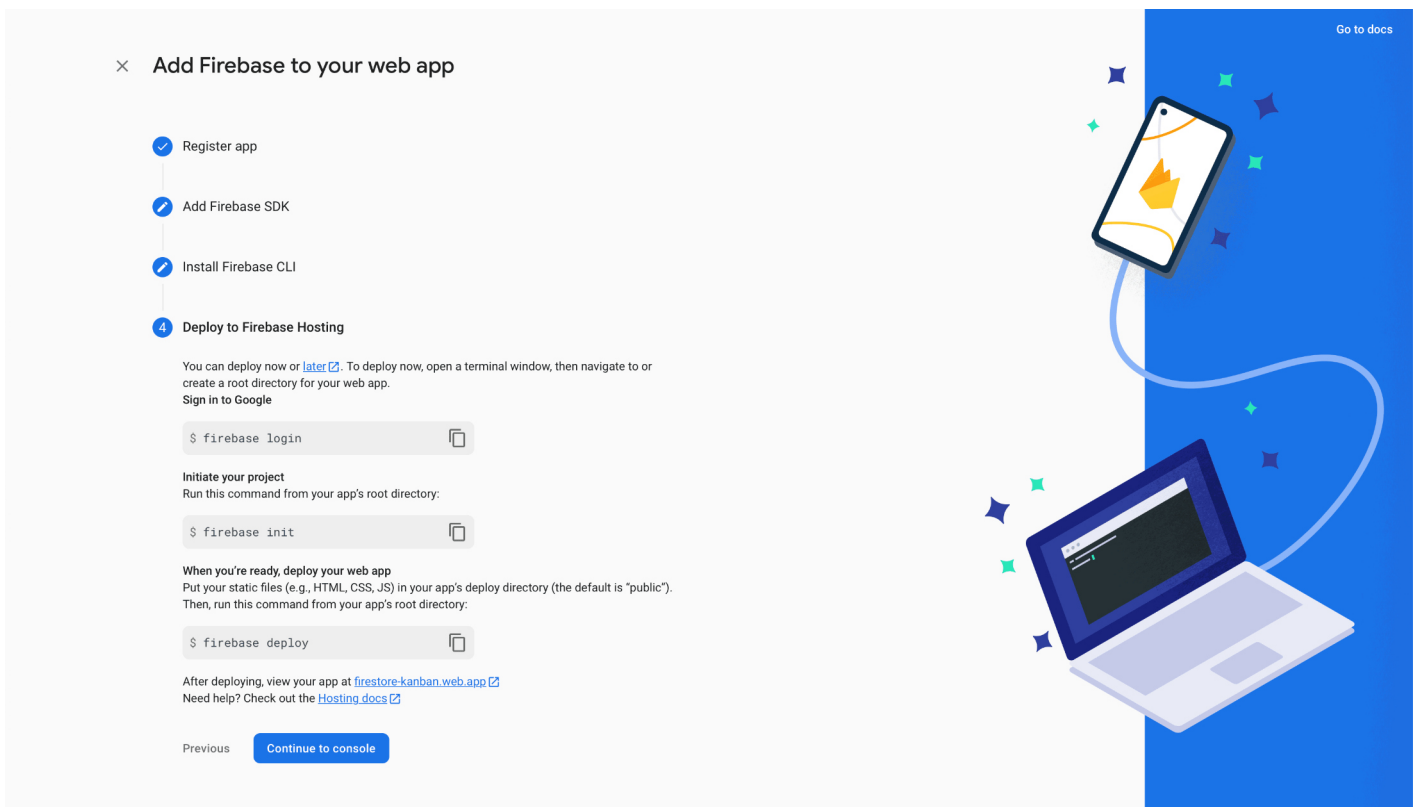 Go to docs
Add Firebase to your web app
Register app
Add Firebase SDK
Install Firebase CLI
4 Deploy to Firebase Hosting
You can deploy now or later. To deploy now, open a terminal window, then navigate to or
create a root directory for your web app.
Sign in to Google
$ firebase login
Initiate your project
Run this command from your app's root directory:
$ firebase init
When you're ready, deploy your web app
Put your static files (e.g., HTML, CSS, JS) in your app's deploy directory (the default is “public”).
Then, run this command from your app's root directory:
$ firebase deploy
After deploying, view your app at firestore-kanban.web.app
Need help? Check out the Hosting docs
Previous Continue to console